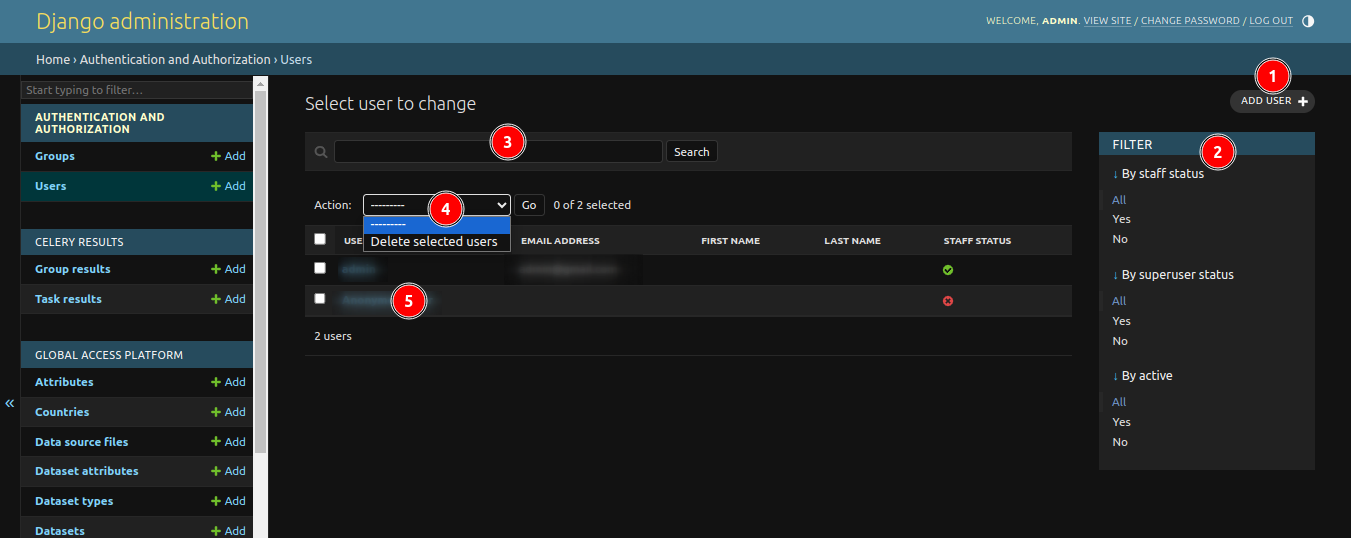 Django administration
WELCOME, ADMIN. VIEW SITE / CHANGE PASSWORD / LOG OUT
Home › Authentication and Authorization › Users
Start typing to filter...
AUTHENTICATION AND
AUTHORIZATION
Groups + Add
Users + Add
CELERY RESULTS
Group results + Add
Task results + Add
GLOBAL ACCESS PLATFORM
Attributes + Add
Countries + Add
Data source files + Add
Dataset attributes + Add
Dataset types + Add
Datasets + Add
«
Select user to change
1
ADD USER +
3
Search
Action: --------- 4 Go 0 of 2 selected
---------
Delete selected users
USE EMAIL ADDRESS FIRST NAME LAST NAME STAFF STATUS
5
2 users
FILTER
2
↓ By staff status
All
Yes
No
↓ By superuser status
All
Yes
No
↓ By active
All
Yes
No